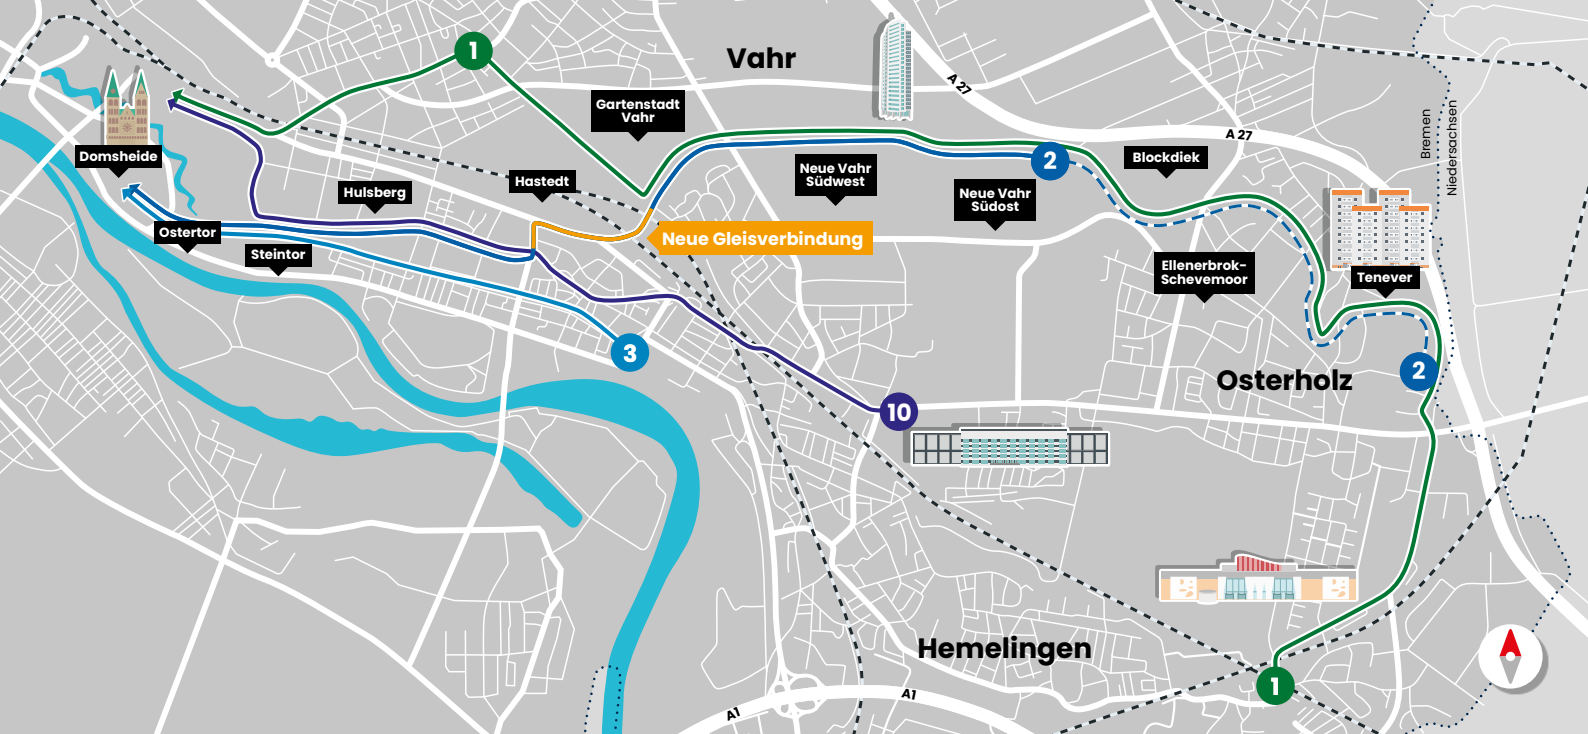 1
Vahr
A 27
Gartenstadt
Vahr
Bremen
Niedersachsen
A 27
Domsheide
2
Blockdiek
Hulsberg
Hastedt
Neue Vahr
Südwest
Neue Vahr
Südost
Ostertor
Neue Gleisverbindung
Steintor
Ellenerbrok-
Schevemoor
Tenever
3
Osterholz
2
10
Hemelingen
1
A1
A1